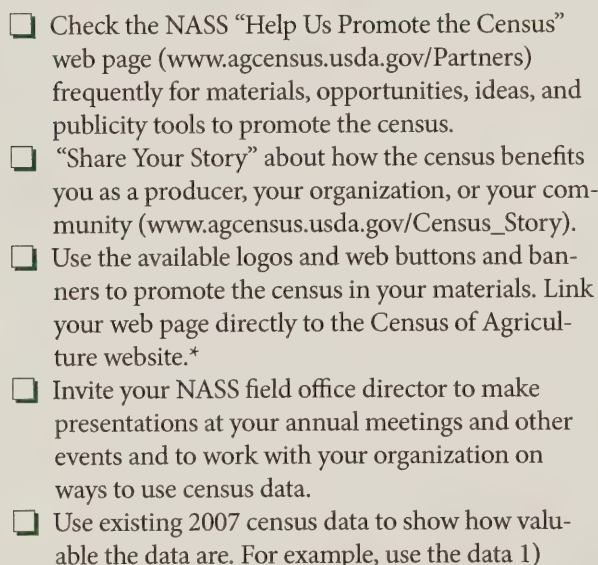 Check the NASS “Help Us Promote the Census”
web page (www.agcensus.usda.gov/Partners)
frequently for materials, opportunities, ideas, and
publicity tools to promote the census.
“Share Your Story” about how the census benefits
you as a producer, your organization, or your com-
munity (www.agcensus.usda.gov/Census_Story).
Use the available logos and web buttons and ban-
ners to promote the census in your materials. Link
your web page directly to the Census of Agricul-
ture website.*
Invite your NASS field office director to make
presentations at your annual meetings and other
events and to work with your organization on
ways to use census data.
Use existing 2007 census data to show how valu-
able the data are. For example, use the data 1)